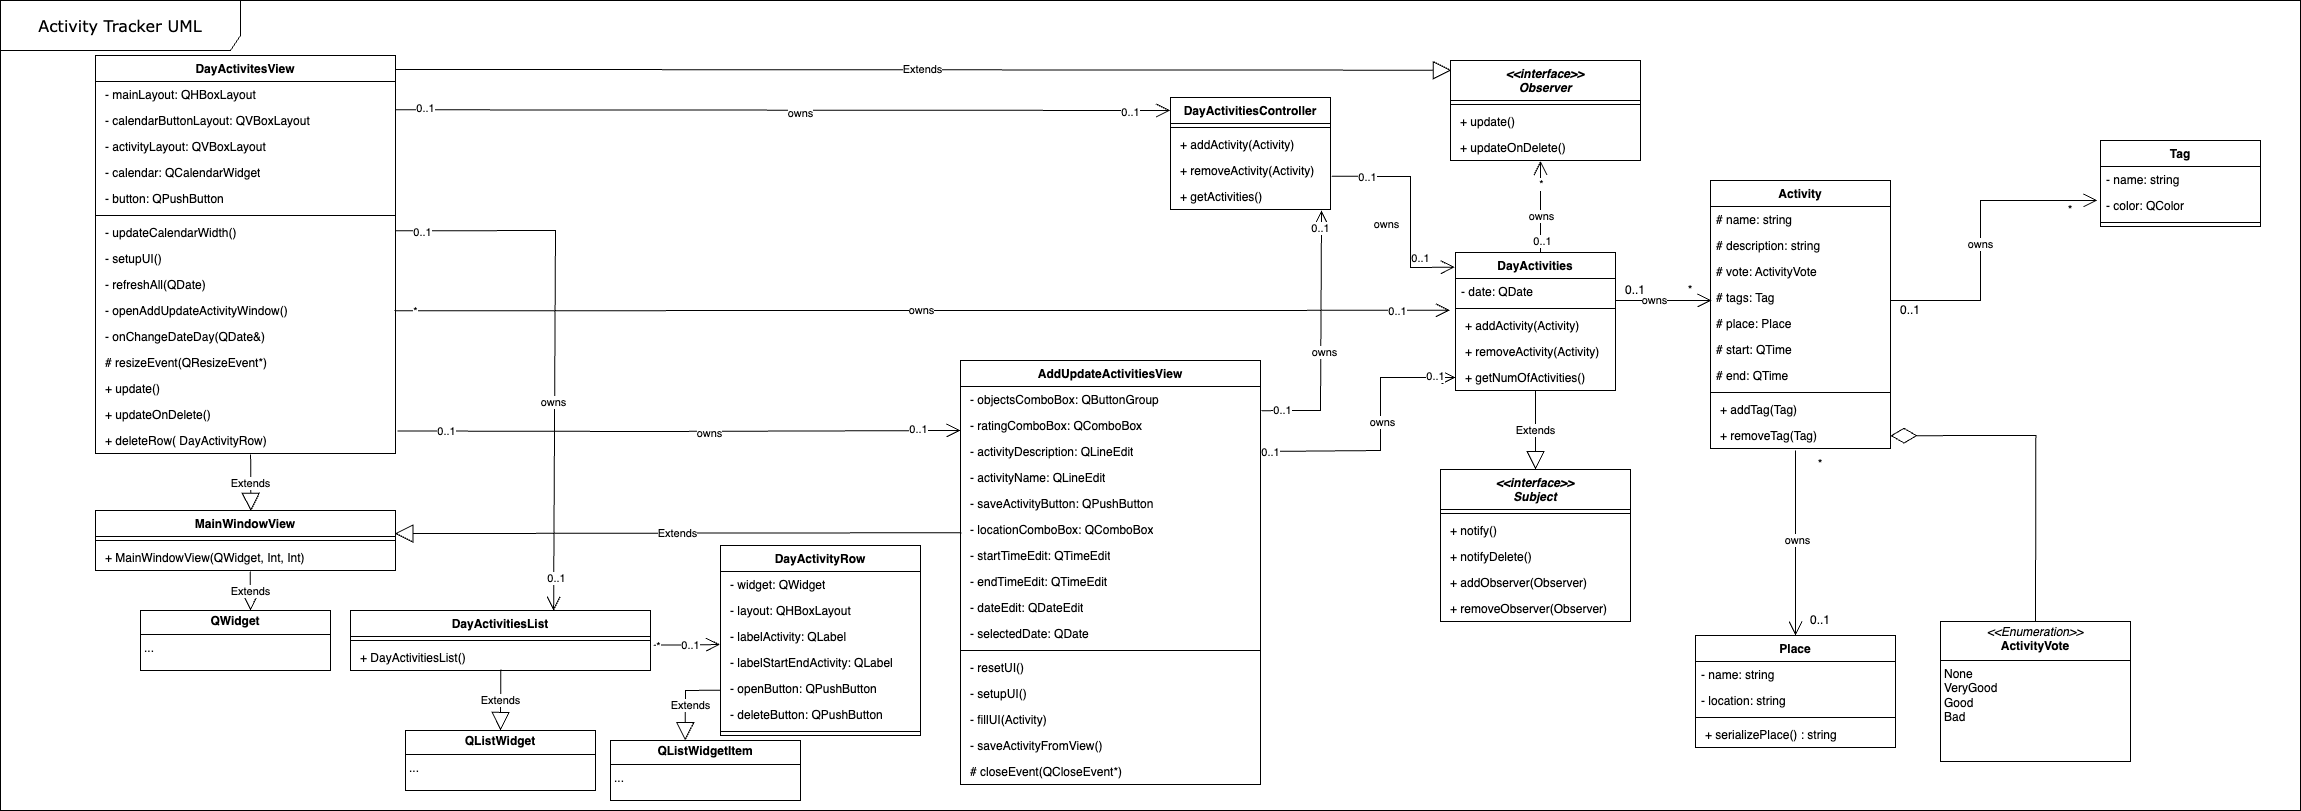 Activity Tracker UML
DayActivitesView
- mainLayout: QHBoxLayout
- calendarButtonLayout: QVBoxLayout
- activityLayout: QVBoxLayout
- calendar: QCalendarWidget
- button: QPushButton
- updateCalendarWidth()
- setupUI()
- refreshAll(QDate)
- openAddUpdateActivityWindow()
- onChangeDateDay(QDate&)
# resizeEvent(QResizeEvent*)
+ update()
+ updateOnDelete()
+ deleteRow( DayActivityRow)
Extends
0..1
owns
0..1
0..1
owns
0..1
*
owns
0..1
0..1
owns
0..1
Extends
MainWindowView
+ MainWindowView(QWidget, Int, Int)
Extends
QWidget
...
DayActivitiesList
+ DayActivitiesList()
*
0..1
Extends
QListWidget
...
DayActivityRow
- widget: QWidget
- layout: QHBoxLayout
- labelActivity: QLabel
- labelStartEndActivity: QLabel
- openButton: QPushButton
- deleteButton: QPushButton
Extends
QListWidgetItem
...
Extends
AddUpdateActivitiesView
- objectsComboBox: QButtonGroup
- ratingComboBox: QComboBox
- activityDescription: QLineEdit
- activityName: QLineEdit
- saveActivityButton: QPushButton
- locationComboBox: QComboBox
- startTimeEdit: QTimeEdit
- endTimeEdit: QTimeEdit
- dateEdit: QDateEdit
- selectedDate: QDate
- resetUI()
- setupUI()
- fillUI(Activity)
- saveActivityFromView()
# closeEvent(QCloseEvent*)
0..1
owns
0..1
0..1
owns
0..1
DayActivitiesController
+ addActivity(Activity)
+ removeActivity(Activity)
+ getActivities()
0..1
owns
0..1
<<interface>>
Observer
+ update()
+ updateOnDelete()
*
owns
0..1
DayActivities
- date: QDate
+ addActivity(Activity)
+ removeActivity(Activity)
+ getNumOfActivities()
Extends
<<interface>>
Subject
+ notify()
+ notifyDelete()
+ addObserver(Observer)
+ removeObserver(Observer)
0..1
owns
*
Activity
# name: string
# description: string
# vote: ActivityVote
# tags: Tag
# place: Place
# start: QTime
# end: QTime
+ addTag(Tag)
+ removeTag(Tag)
0..1
owns
*
Tag
- name: string
- color: QColor
*
owns
0..1
Place
- name: string
- location: string
+ serializePlace() : string
<<Enumeration>>
ActivityVote
None
VeryGood
Good
Bad